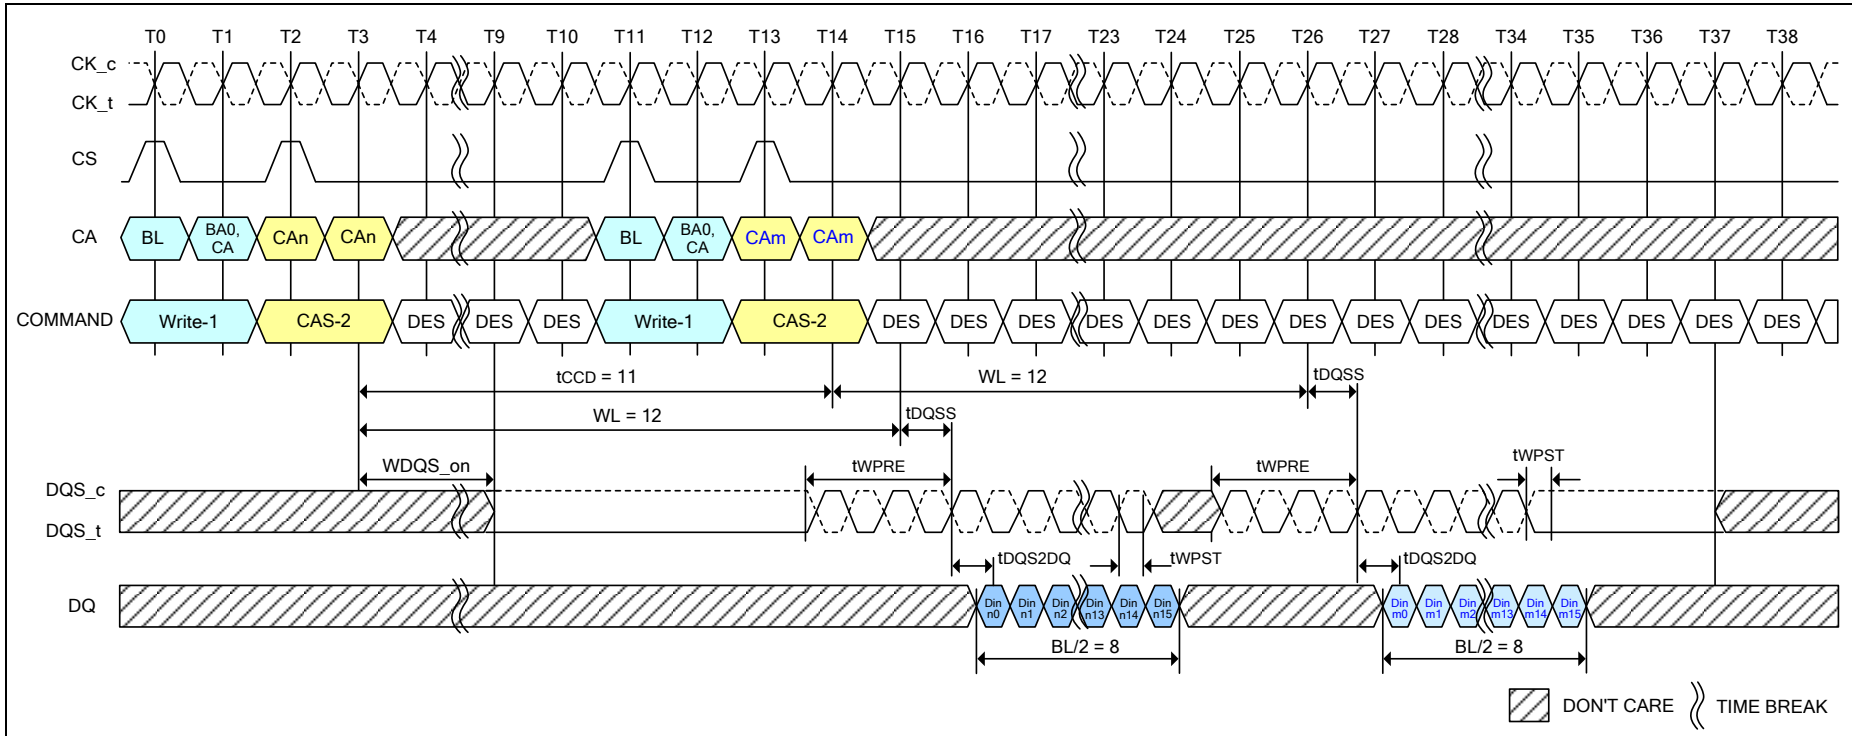 T0 T1 T2 T3 T4 T9 T10 T11 T12 T13 T14 T15 T16 T17 T23 T24 T25 T26 T27 T28 T34 T35 T36 T37 T38
CK_c
CK_t
CS
CA BL BA0, CA CAn CAn BL BA0, CA CAm CAm
COMMAND Write-1 CAS-2 DES DES DES Write-1 CAS-2 DES DES DES DES DES DES DES DES DES DES DES DES DES DES
tCCD = 11 WL = 12 tDQSS
WL = 12 tDQSS
WDQS_on tWPRE tWPRE tWPST
DQS_c
DQS_t
tDQS2DQ tWPST tDQS2DQ
DQ Din n0 Din n1 Din n2 Din n13 Din n14 Din n15 Din m0 Din m1 Din m2 Din m13 Din m14 Din m15
BL/2 = 8 BL/2 = 8
DON'T CARE TIME BREAK